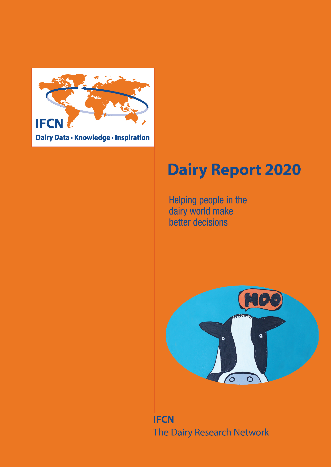 IFCN
Dairy Data • Knowledge • Inspiration
Dairy Report 2020
Helping people in the
dairy world make
better decisions
MOO
IFCN
The Dairy Research Network